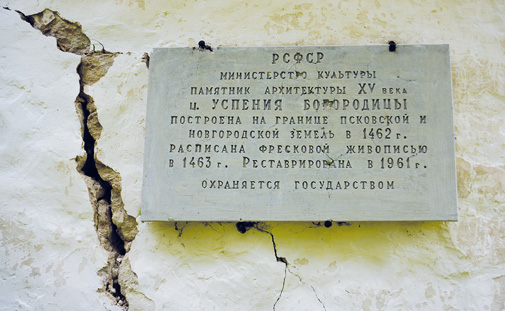 РСФСР
МИНИСТЕРСТВО КУЛЬТУРЫ
ПАМЯТНИК АРХИТЕКТУРЫ XV ВЕКА
Ц. УСПЕНИЯ БОГОРОДИЦЫ
ПОСТРОЕНА НА ГРАНИЦЕ ПСКОВСКОЙ И
НОВГОРОДСКОЙ ЗЕМЕЛЬ В 1462 г.
РАСПИСАНА ФРЕСКОВОЙ ЖИВОПИСЬЮ
В 1463 г. РЕСТАВРИРОВАНА В 1961 г.
ОХРАНЯЕТСЯ ГОСУДАРСТВОМ